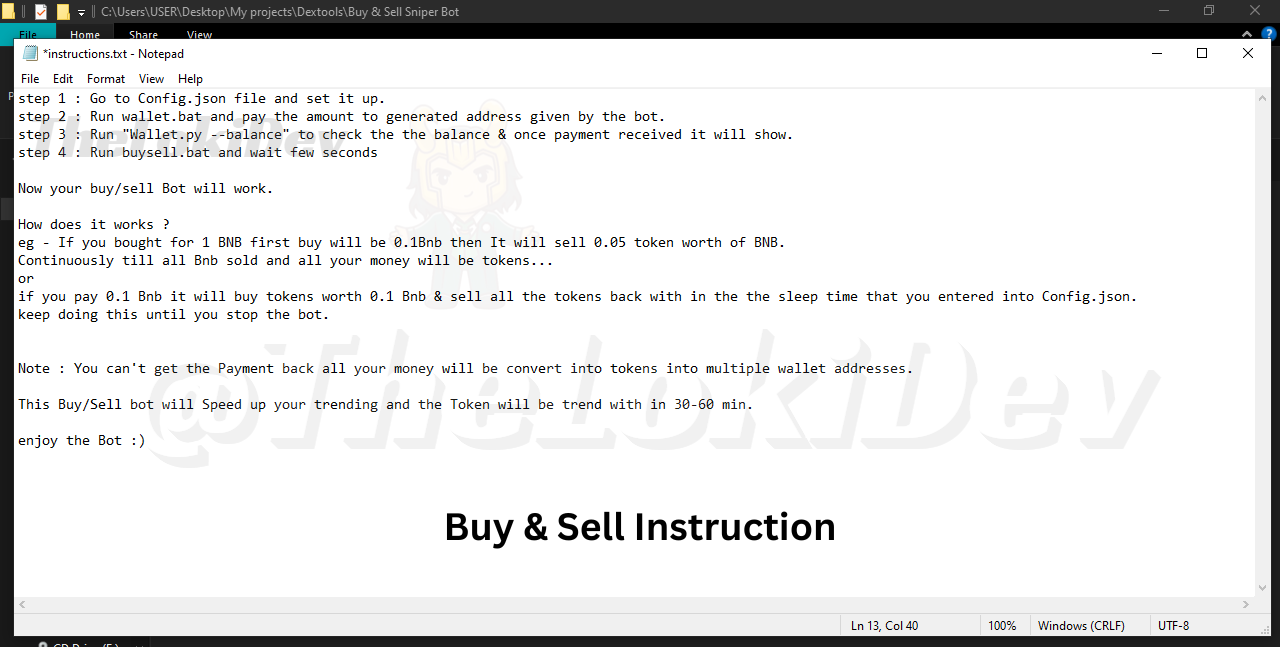 C:\Users\USER\Desktop\My projects\Dextools\Buy & Sell Sniper Bot
File Home Share View
*instructions.txt - Notepad
File Edit Format View Help
step 1 : Go to Config.json file and set it up.
step 2 : Run wallet.bat and pay the amount to generated address given by the bot.
step 3 : Run "Wallet.py --balance" to check the the balance & once payment received it will show.
step 4 : Run buysell.bat and wait few seconds
TheLokiDev
Now your buy/sell Bot will work.
How does it works ?
eg - If you bought for 1 BNB first buy will be 0.1Bnb then It will sell 0.05 token worth of BNB.
Continuously till all Bnb sold and all your money will be tokens...
or
if you pay 0.1 Bnb it will buy tokens worth 0.1 Bnb & sell all the tokens back with in the the sleep time that you entered into Config.json.
keep doing this until you stop the bot.
Note : You can't get the Payment back all your money will be convert into tokens into multiple wallet addresses.
This Buy/Sell bot will Speed up your trending and the Token will be trend with in 30-60 min.
@TheLokiDev
enjoy the Bot :)
Buy & Sell Instruction
Ln 13, Col 40 100% Windows (CRLF) UTF-8